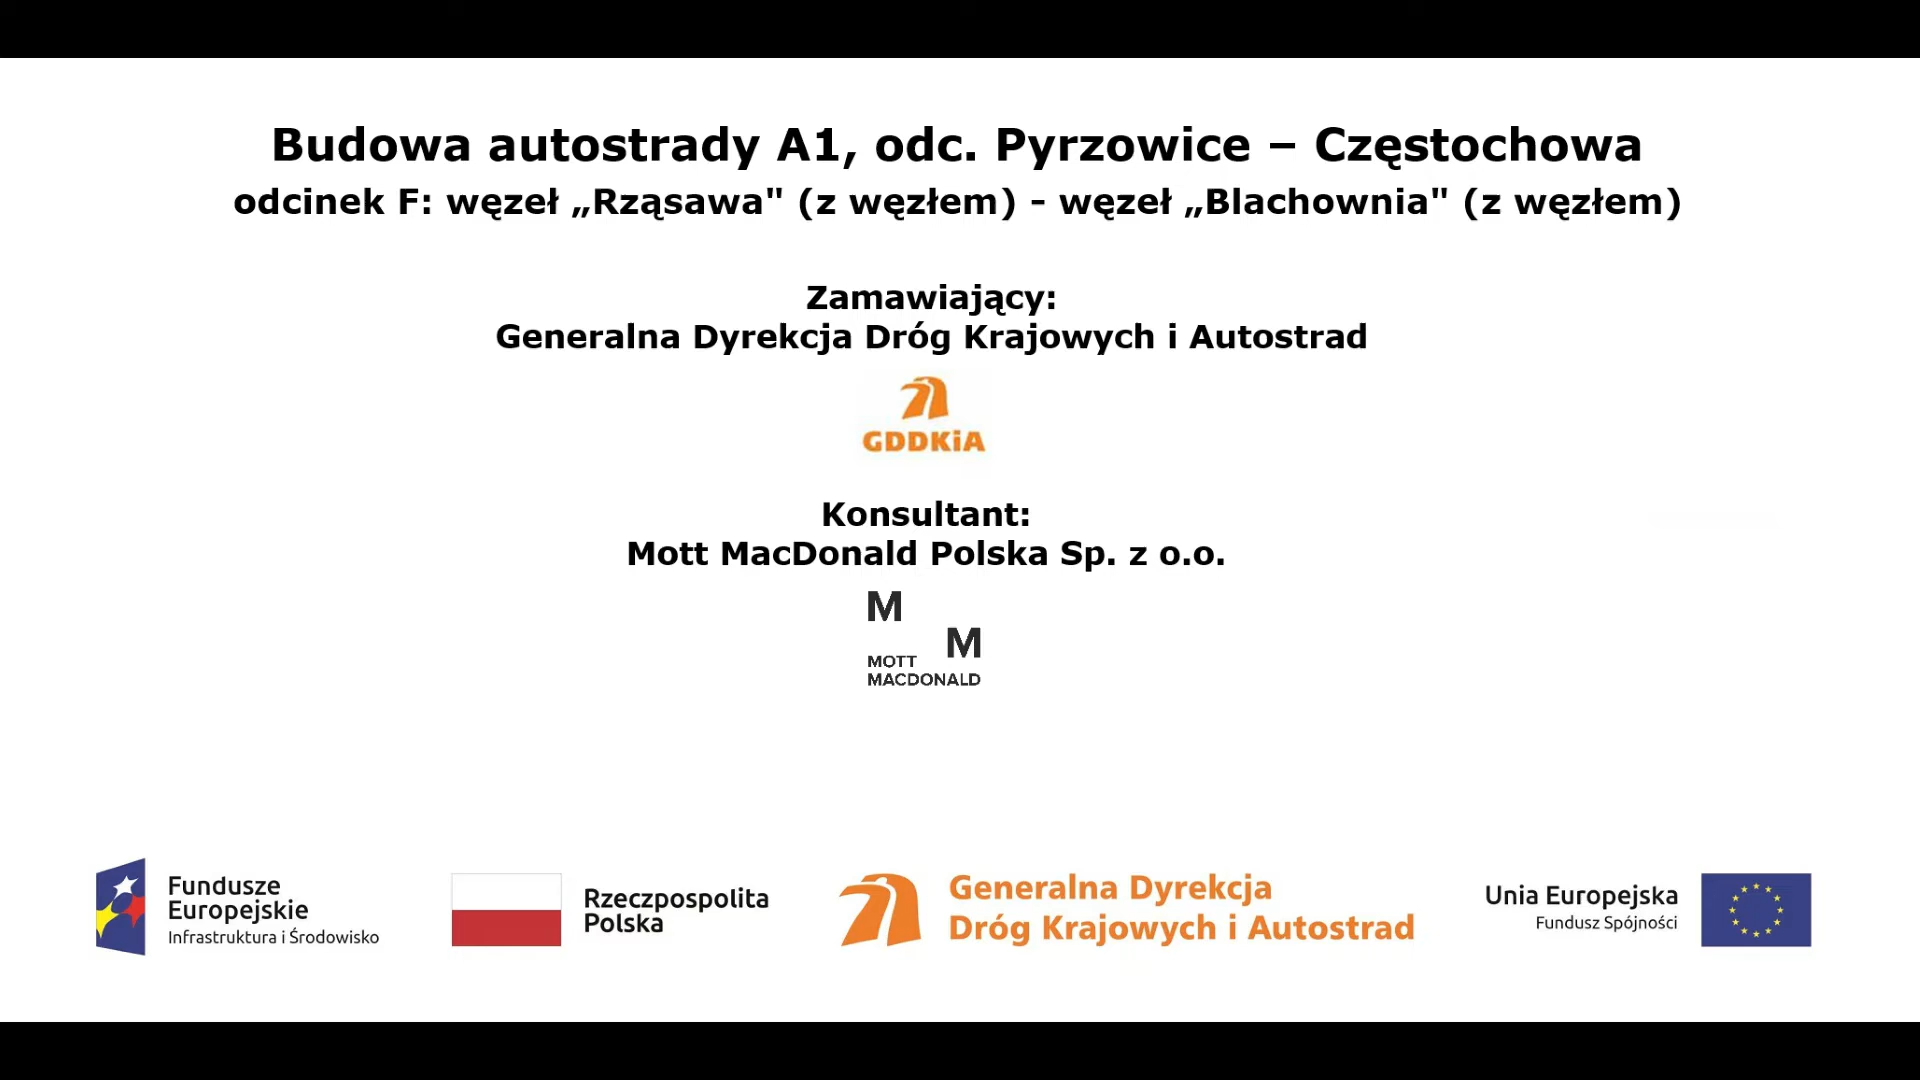 Budowa autostrady A1, odc. Pyrzowice – Częstochowa
odcinek F: węzeł „Rząsawa" (z węzłem) - węzeł „Blachownia" (z węzłem)
Zamawiający:
Generalna Dyrekcja Dróg Krajowych i Autostrad
GDDKiA
Konsultant:
Mott MacDonald Polska Sp. z o.o.
M
M
MOTT
MACDONALD
Fundusze
Europejskie
Infrastruktura i Środowisko
Rzeczpospolita
Polska
Generalna Dyrekcja
Dróg Krajowych i Autostrad
Unia Europejska
Fundusz Spójności